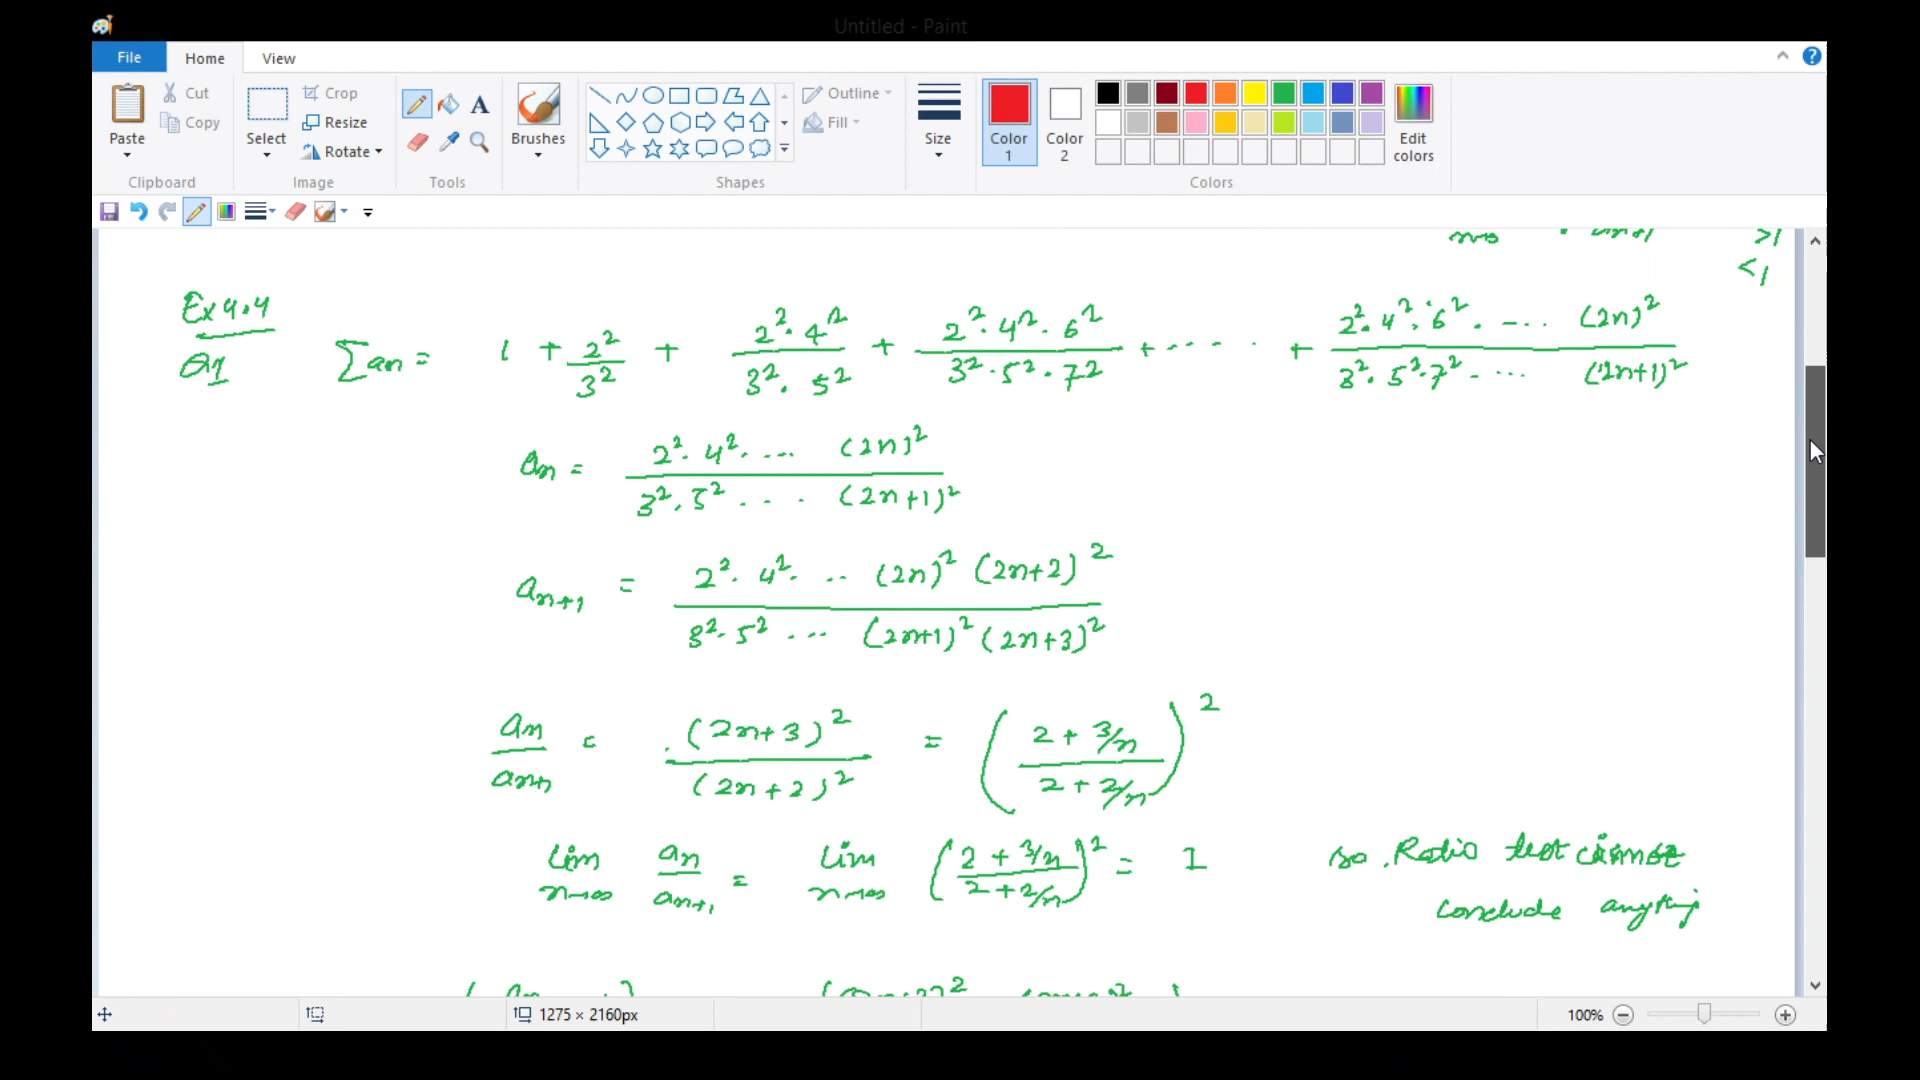 Untitled - Paint
File Home View
Paste Cut Copy Select Crop Resize Rotate Brushes Outline Fill Size Color 1 Color 2 Edit colors
Clipboard Image Tools Shapes Colors
>1
<1
Ex 4.4
Q1 ∑an = 1 + 2²/3² + 2²·4²/3²·5² + 2²·4²·6²/3²·5²·7² + ..... + 2²·4²·6²·....(2n)²/3²·5²·7²....(2n+1)²
an = 2²·4²·...(2n)²/3²·5²....(2n+1)²
an+1 = 2²·4²·..(2n)²(2n+2)²/3²·5²...(2n+1)²(2n+3)²
an/an+1 = (2n+3)²/(2n+2)² = (2+3/n / 2+2/n)²
lim n→∞ an/an+1 = lim n→∞ (2+3/n / 2+2/n)² = 1 so Ratio test cannot
conclude anything
1275 × 2160px 100%